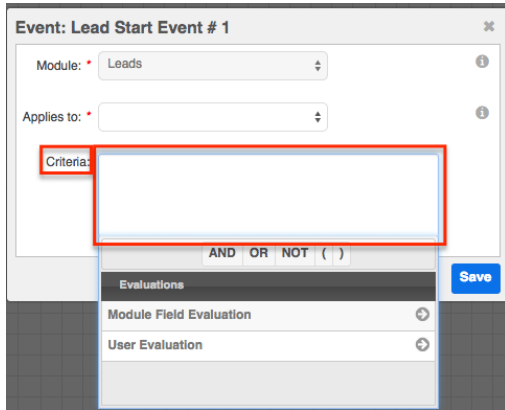 Event: Lead Start Event # 1
Module: * Leads
Applies to: *
Criteria:
AND OR NOT ( )
Evaluations
Save
Module Field Evaluation
User Evaluation